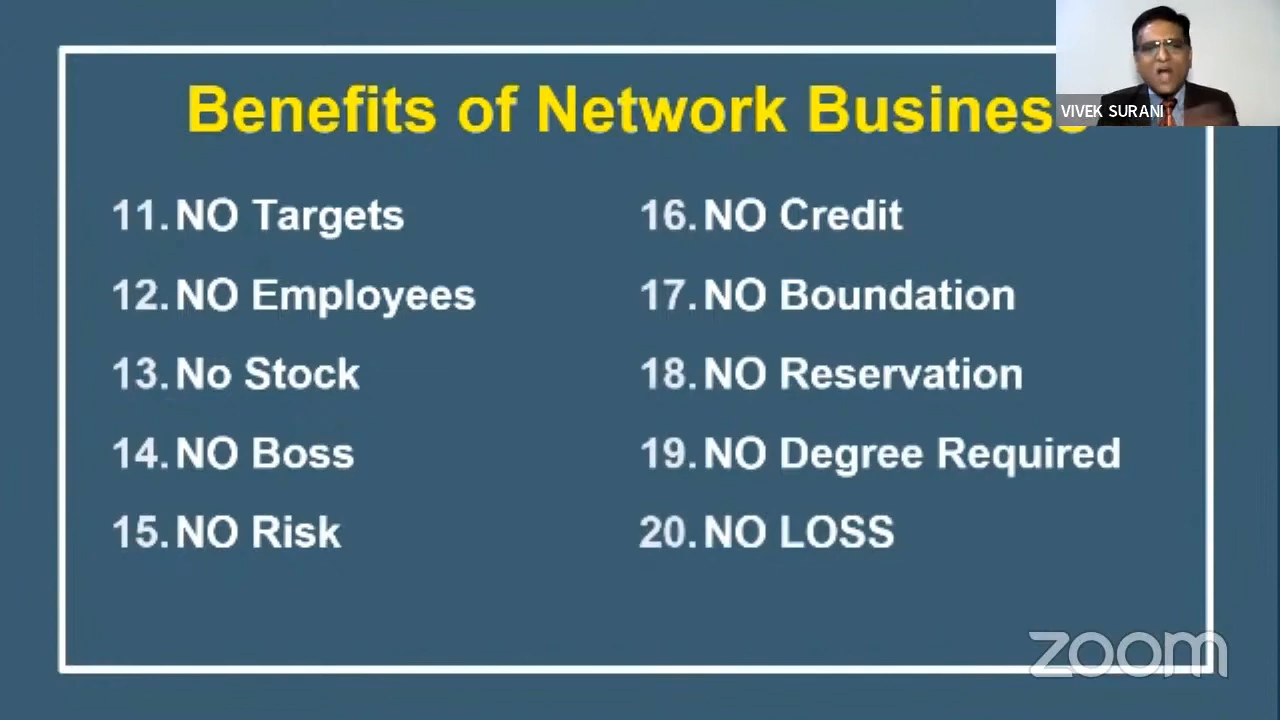 Benefits of Network Business
VIVEK SURANI
11. NO Targets
12. NO Employees
13. No Stock
14. NO Boss
15. NO Risk
16. NO Credit
17. NO Boundation
18. NO Reservation
19. NO Degree Required
20. NO LOSS
zoom